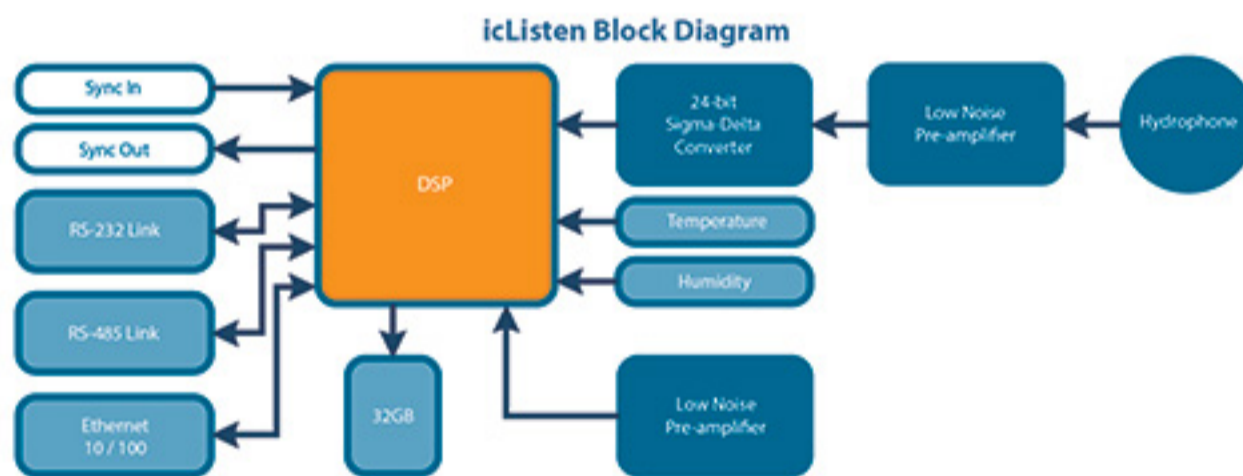 icListen Block Diagram
Sync In
Sync Out
RS-232 Link
RS-485 Link
Ethernet
10 / 100
DSP
32GB
24-bit
Sigma-Delta
Converter
Temperature
Humidity
Low Noise
Pre-amplifier
Low Noise
Pre-amplifier
Hydrophone